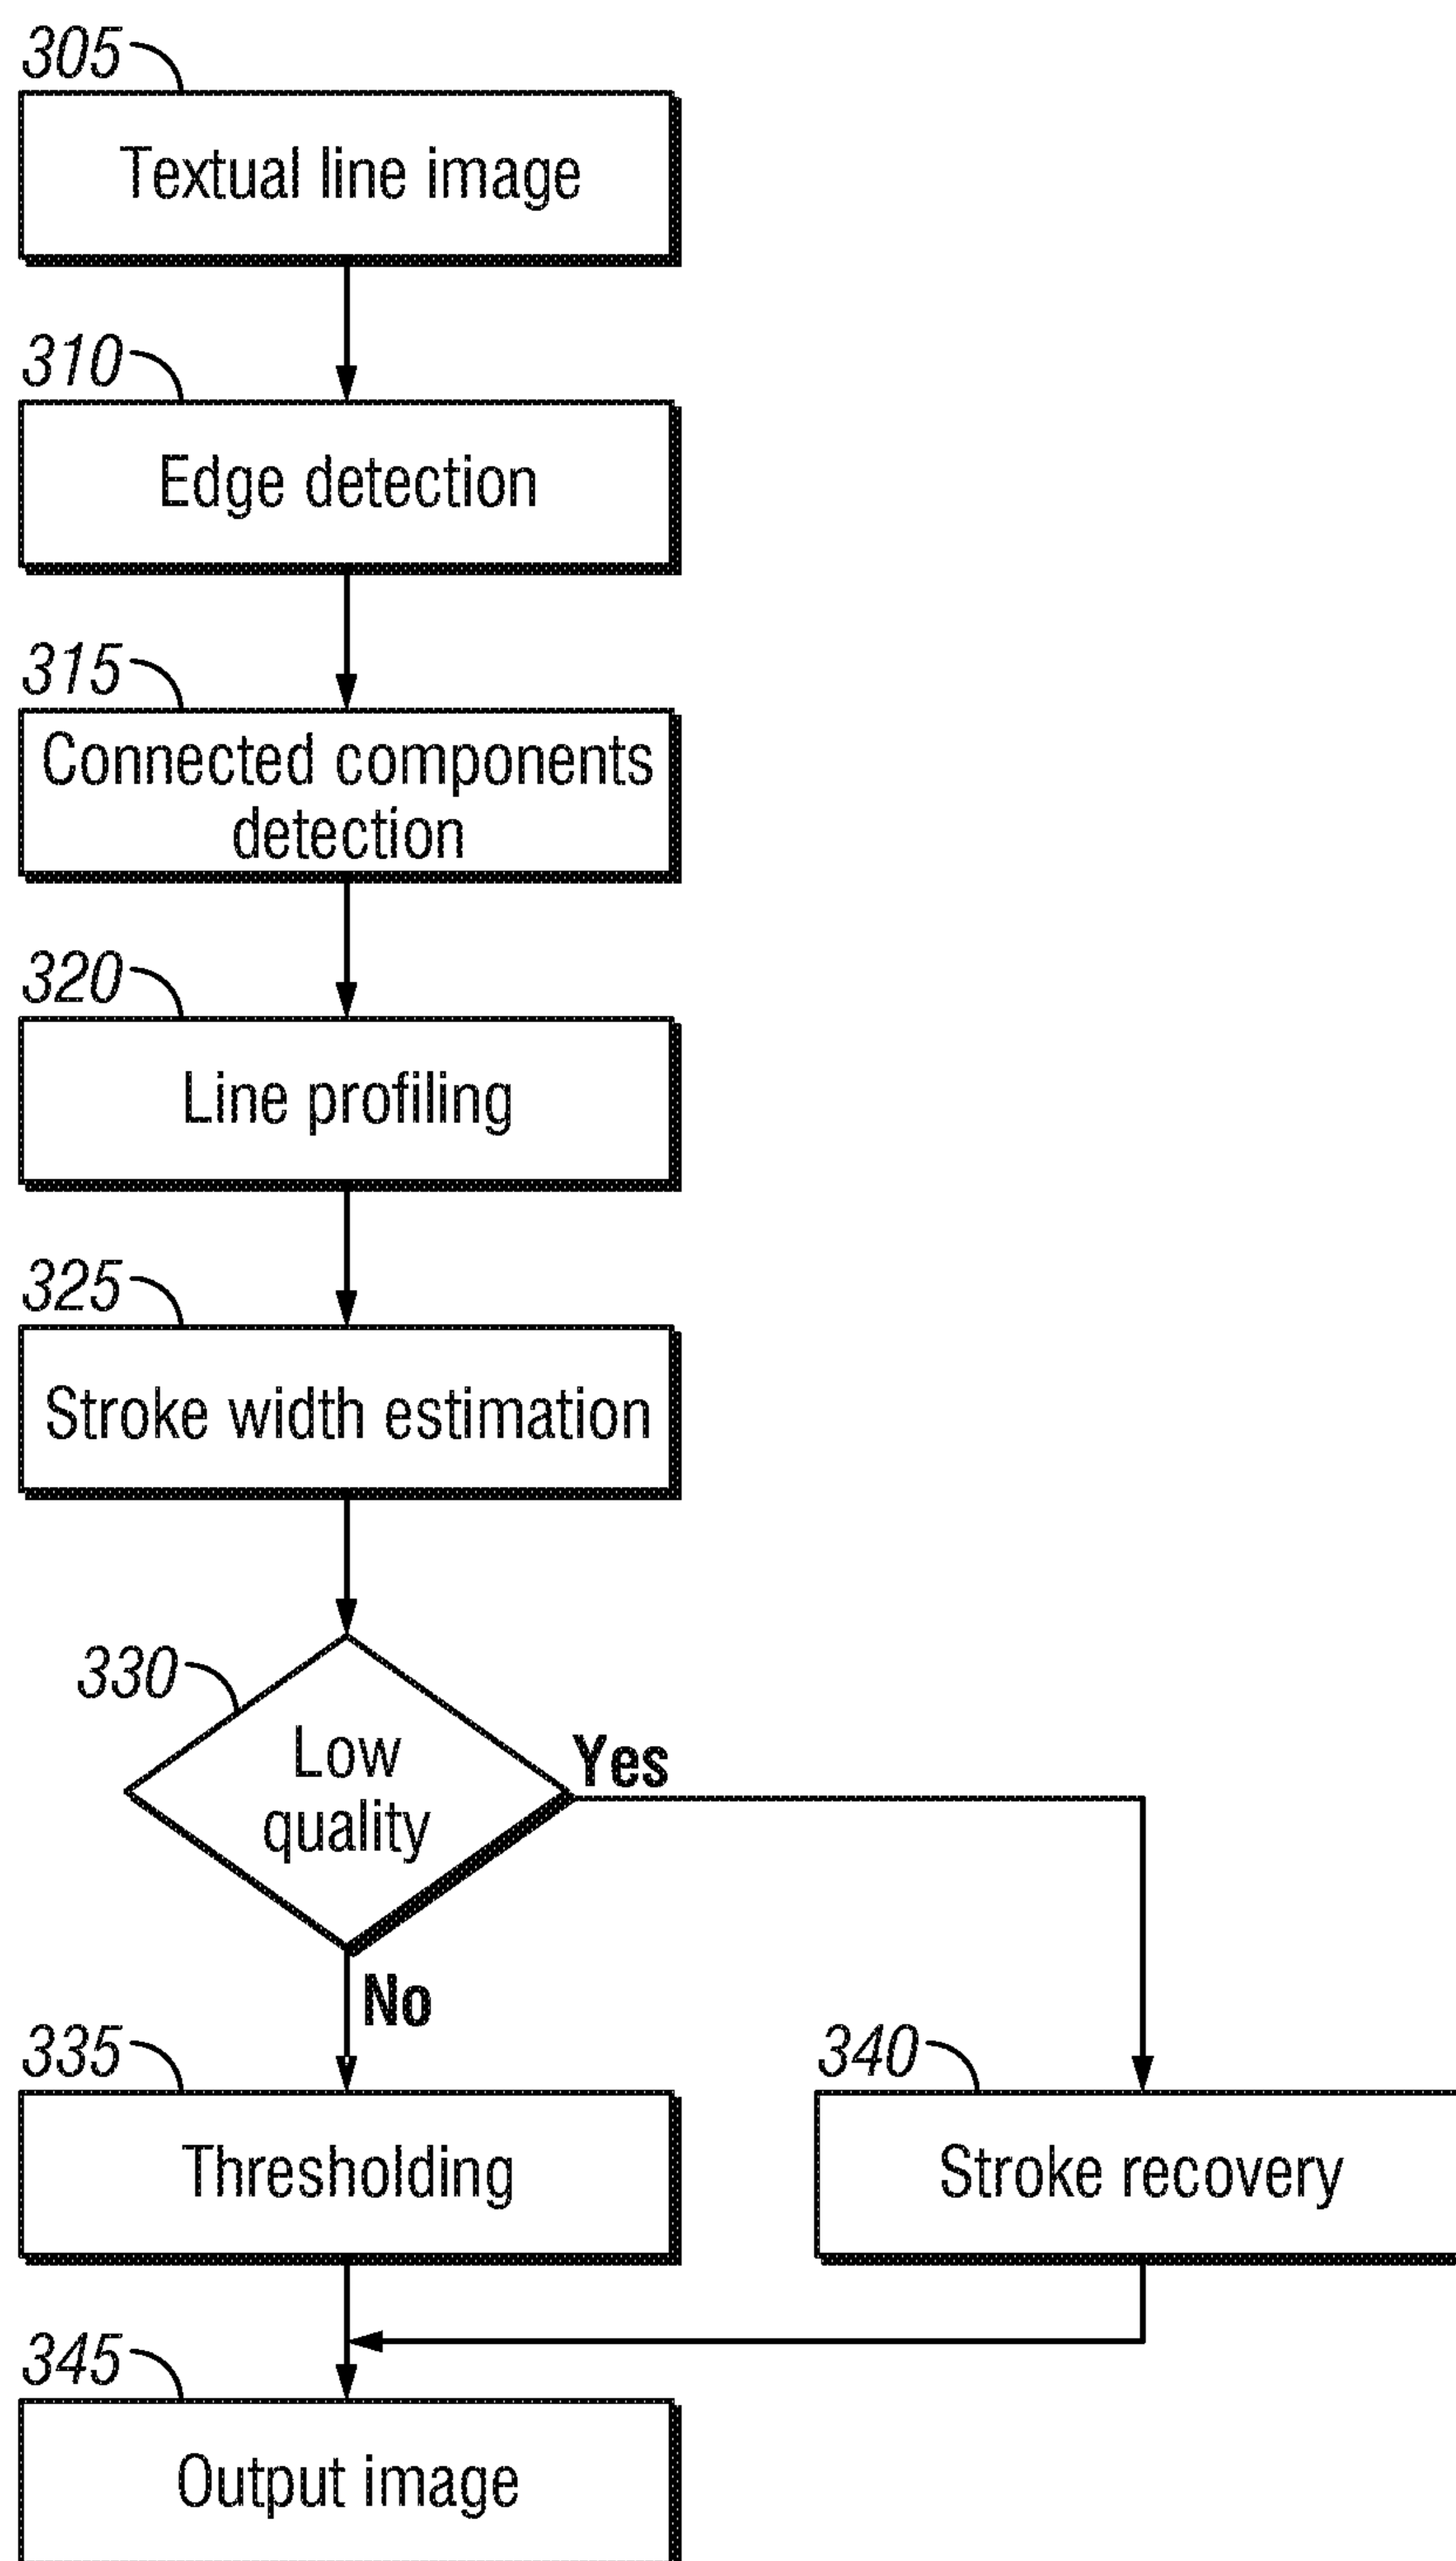 305
Textual line image
310
Edge detection
315
Connected components
detection
320
Line profiling
325
Stroke width estimation
330
Low
quality
Yes
No
335
Thresholding
340
Stroke recovery
345
Output image